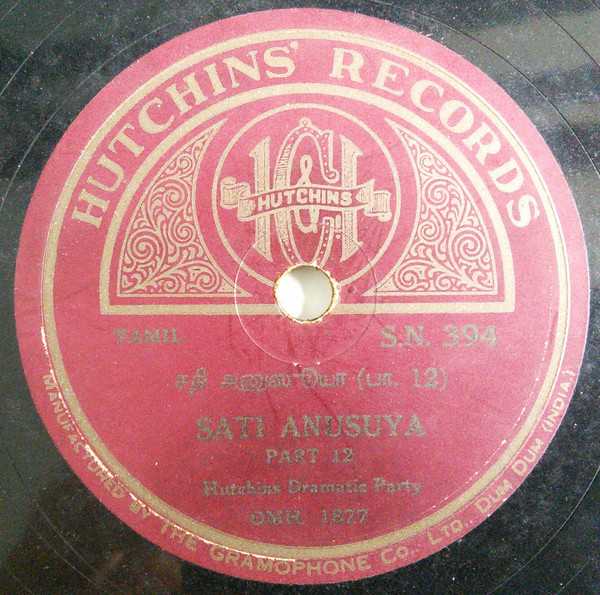 HUTCHINS' RECORDS
HUTCHINS
TAMIL
S.N. 394
சதி அனுஸூயா (பா. 12)
SATI ANUSUYA
PART 12
Hutchins Dramatic Party
OMH. 1877
MANUFACTURED BY THE GRAMOPHONE CO., LTD., DUM DUM (INDIA.)